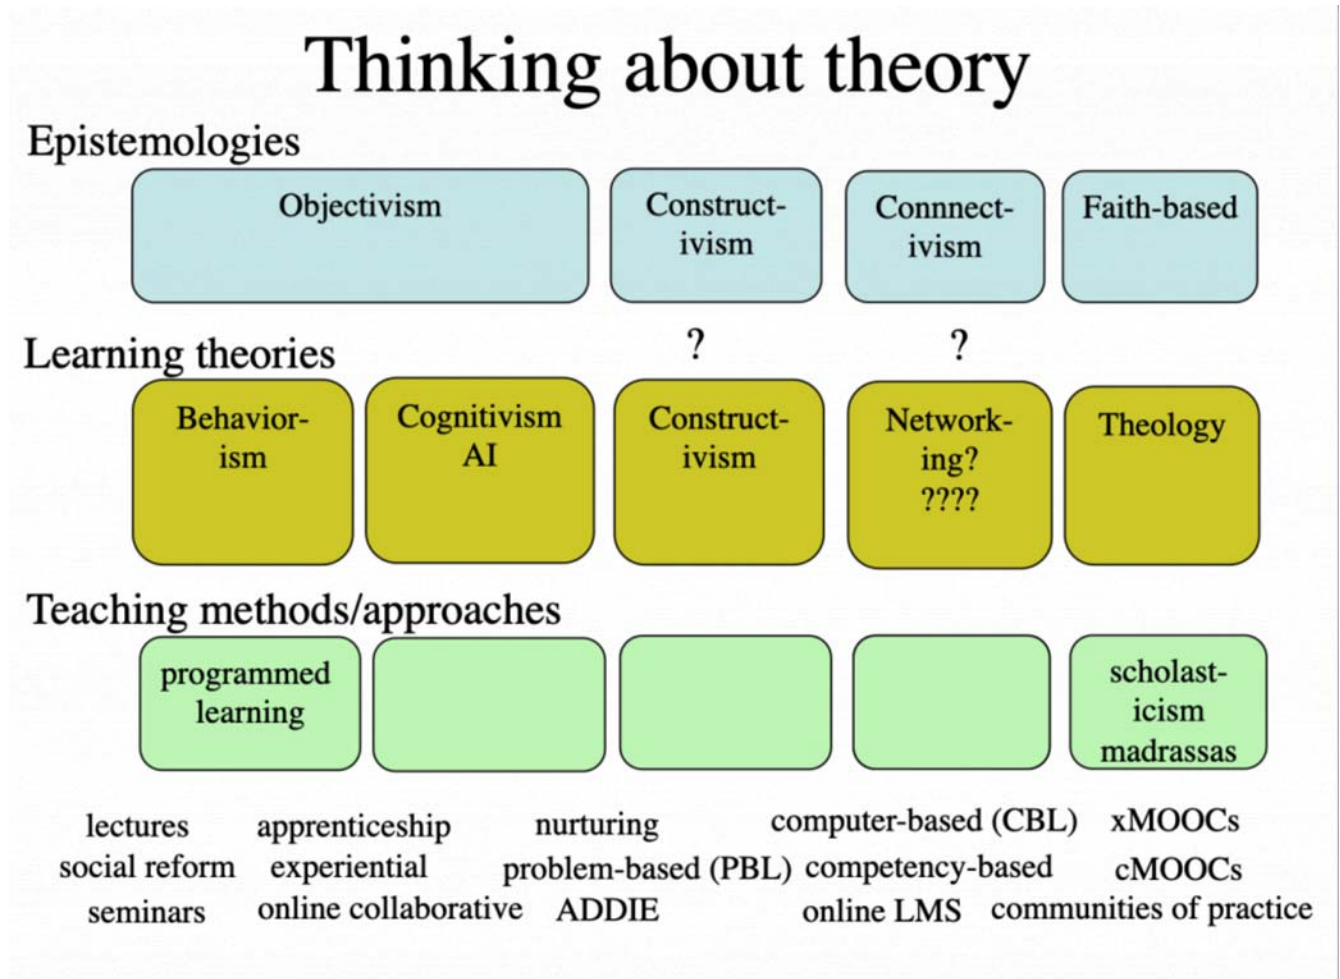 Thinking about theory
Epistemologies
Objectivism
Construct-
ivism
Connnect-
ivism
Faith-based
Learning theories
?
?
Behavior-
ism
Cognitivism
AI
Construct-
ivism
Network-
ing?
????
Theology
Teaching methods/approaches
programmed
learning
scholast-
icism
madrassas
lectures apprenticeship nurturing computer-based (CBL) xMOOCs
social reform experiential problem-based (PBL) competency-based cMOOCs
seminars online collaborative ADDIE online LMS communities of practice